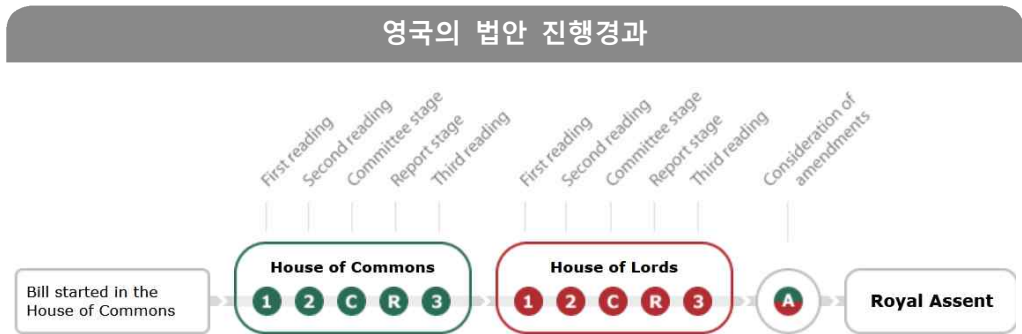 영국의 법안 진행경과
First reading
Second reading
Committee stage
Report stage
Third reading
First reading
Second reading
Committee stage
Report stage
Third reading
Consideration of
amendments
Bill started in the
House of Commons
House of Commons
1 2 C R 3
House of Lords
1 2 C R 3
A
Royal Assent